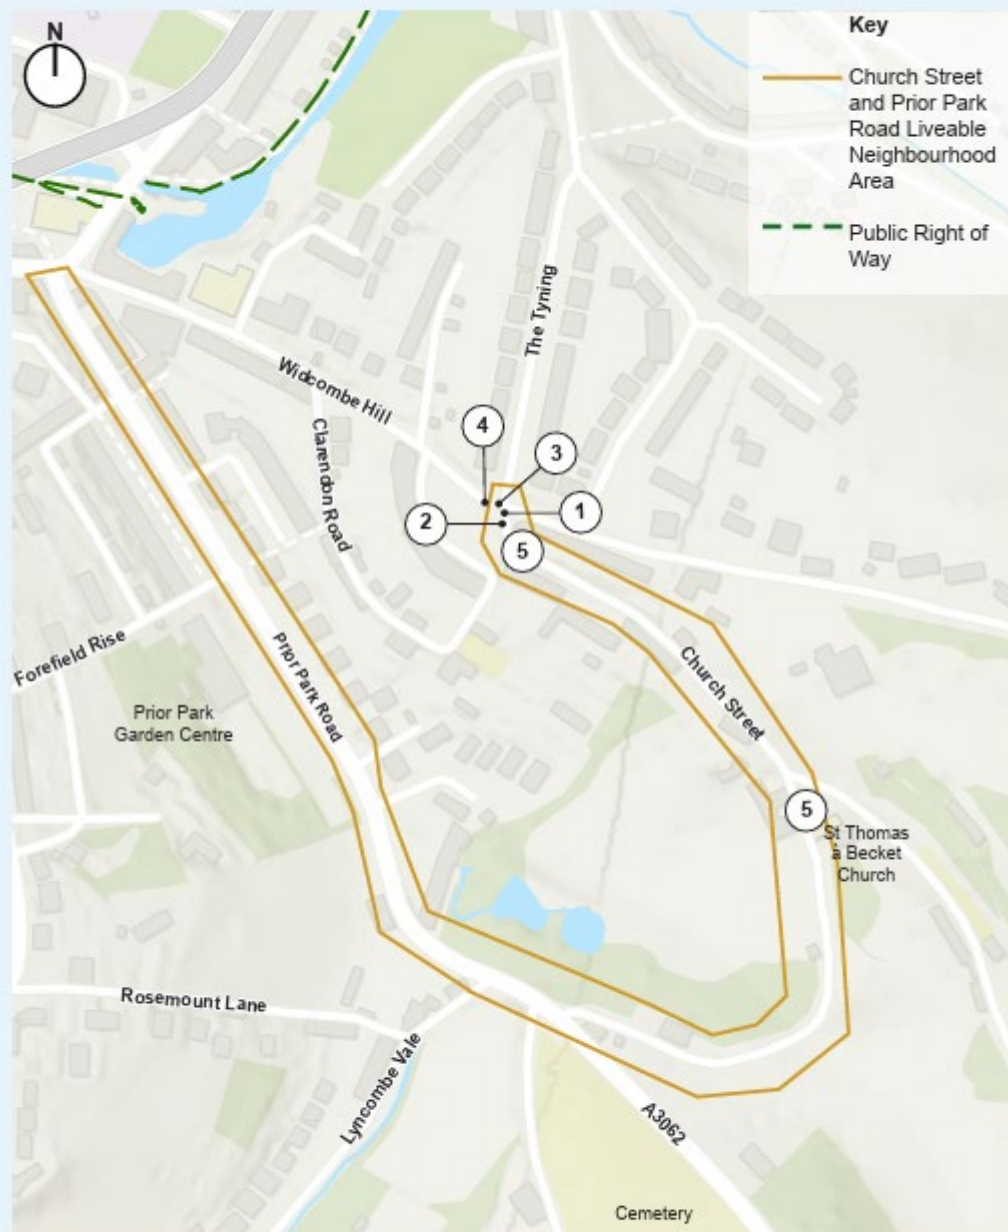 N
Key
Church Street
and Prior Park
Road Liveable
Neighbourhood
Area
Public Right of
Way
The Tyning
Widcombe Hill
Clarendon Road
4
3
1
2
5
Forefield Rise
Prior Park Road
Church Street
Prior Park
Garden Centre
5
St Thomas
à Becket
Church
Rosemount Lane
Lyncombe Vale
A3062
Cemetery